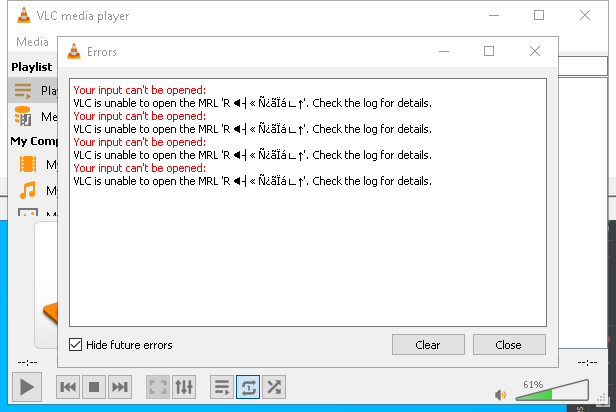 VLC media player
Media
Errors
Playlist
Your input can't be opened:
VLC is unable to open the MRL 'R ◄┤« Ñ¿ãÏá∟↑'. Check the log for details.
Your input can't be opened:
VLC is unable to open the MRL 'R ◄┤« Ñ¿ãÏá∟↑'. Check the log for details.
Your input can't be opened:
VLC is unable to open the MRL 'R ◄┤« Ñ¿ãÏá∟↑'. Check the log for details.
Your input can't be opened:
VLC is unable to open the MRL 'R ◄┤« Ñ¿ãÏá∟↑'. Check the log for details.
Play
Me
My Comp
My
My
Hide future errors
Clear
Close
--:--
--:--
61%